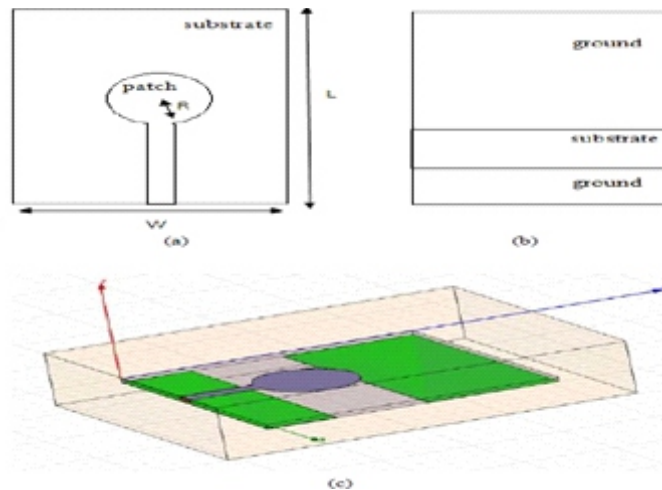 substrate
ground
patch
R
L
substrate
ground
W
(a)
(b)
(c)